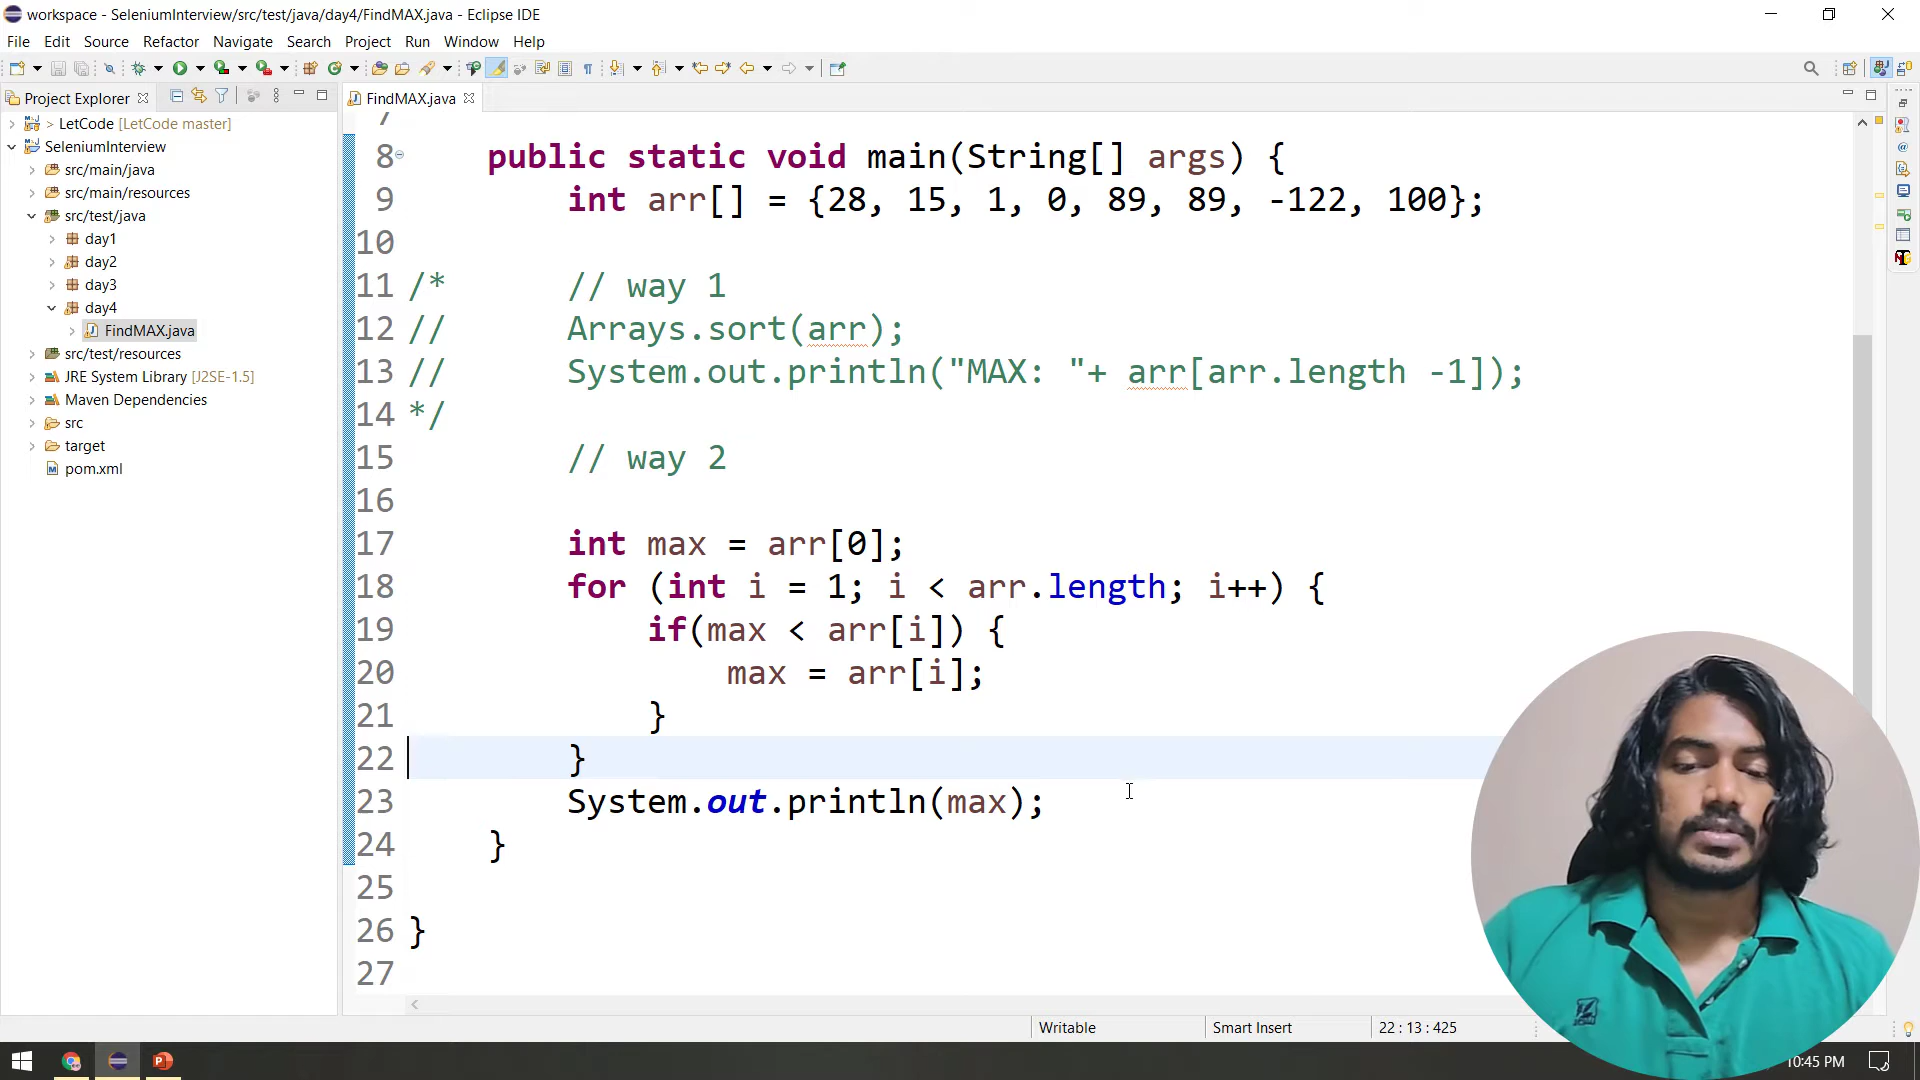 workspace - SeleniumInterview/src/test/java/day4/FindMAX.java - Eclipse IDE
File Edit Source Refactor Navigate Search Project Run Window Help
Project Explorer
FindMAX.java
> LetCode [LetCode master]
SeleniumInterview
src/main/java
src/main/resources
src/test/java
day1
day2
day3
day4
FindMAX.java
src/test/resources
JRE System Library [J2SE-1.5]
Maven Dependencies
src
target
pom.xml
7
8 public static void main(String[] args) {
9 int arr[] = {28, 15, 1, 0, 89, 89, -122, 100};
10
11 /* // way 1
12 // Arrays.sort(arr);
13 // System.out.println("MAX: "+ arr[arr.length -1]);
14 */
15 // way 2
16
17 int max = arr[0];
18 for (int i = 1; i < arr.length; i++) {
19 if(max < arr[i]) {
20 max = arr[i];
21 }
22 }
23 System.out.println(max);
24 }
25
26 }
27
Writable Smart Insert 22 : 13 : 425
10:45 PM